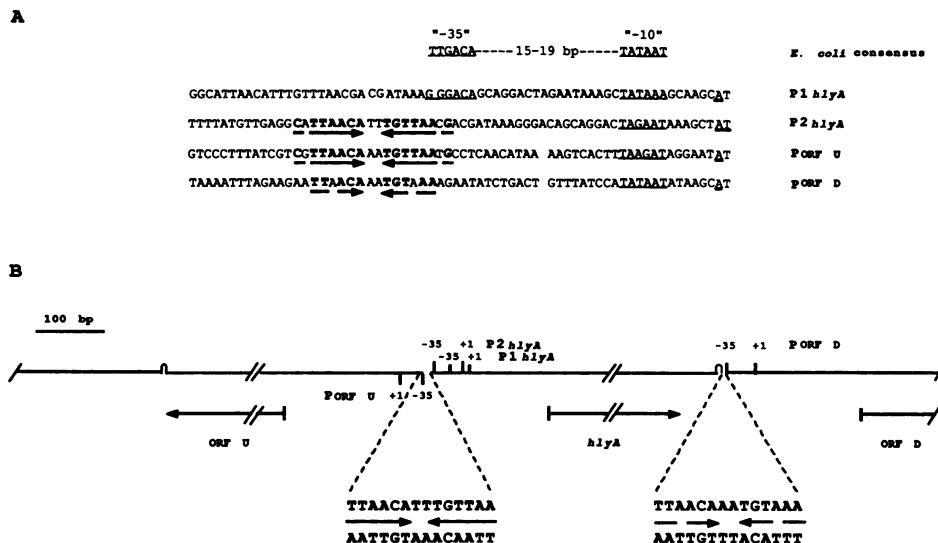 A
"-35" "-10"
TTGACA-----15-19 bp-----TATAAT E. coli consensus
GGCATTAACATTTGTTTAACGA CGATAAAGGGACAGCAGGACTAGAATAAAGCTATAAAGCAAGCAT P1 hlyA
TTTTATGTTGAGGCATTAACATTTGTTAACGACGATAAAGGGACAGCAGGACTAGAATAAAGCTAT P2 hlyA
GTCCCTTTATCGTCGTTAACAAATGTTAATGCCTCAACATAA AAGTCACTTTAAGATAGGAATAT PORF U
TAAAATTTAGAAGAATTAACAAATGTAAAAGAATATCTGACT GTTTATCCATATAATATAAGCAT pORF D
B
100 bp
-35 +1 P2 hlyA
-35 +1 P1 hlyA
-35 +1 PORF D
PORF U +1/-35
ORF U hlyA ORF D
TTAACATTTGTTAA TTAACAAATGTAAA
AATTGTAAACAATT AATTGTTTACATTT